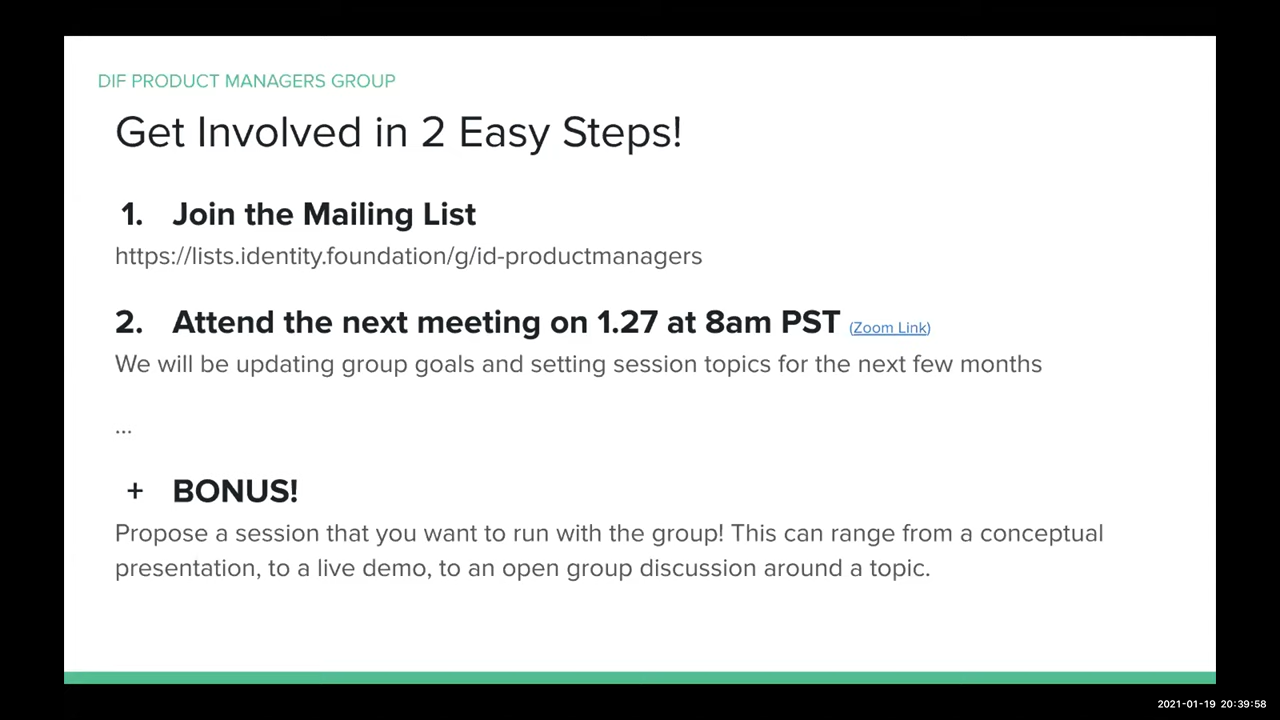 DIF PRODUCT MANAGERS GROUP
Get Involved in 2 Easy Steps!
1. Join the Mailing List
https://lists.identity.foundation/g/id-productmanagers
2. Attend the next meeting on 1.27 at 8am PST (Zoom Link)
We will be updating group goals and setting session topics for the next few months
...
+ BONUS!
Propose a session that you want to run with the group! This can range from a conceptual
presentation, to a live demo, to an open group discussion around a topic.
2021-01-19 20:39:58